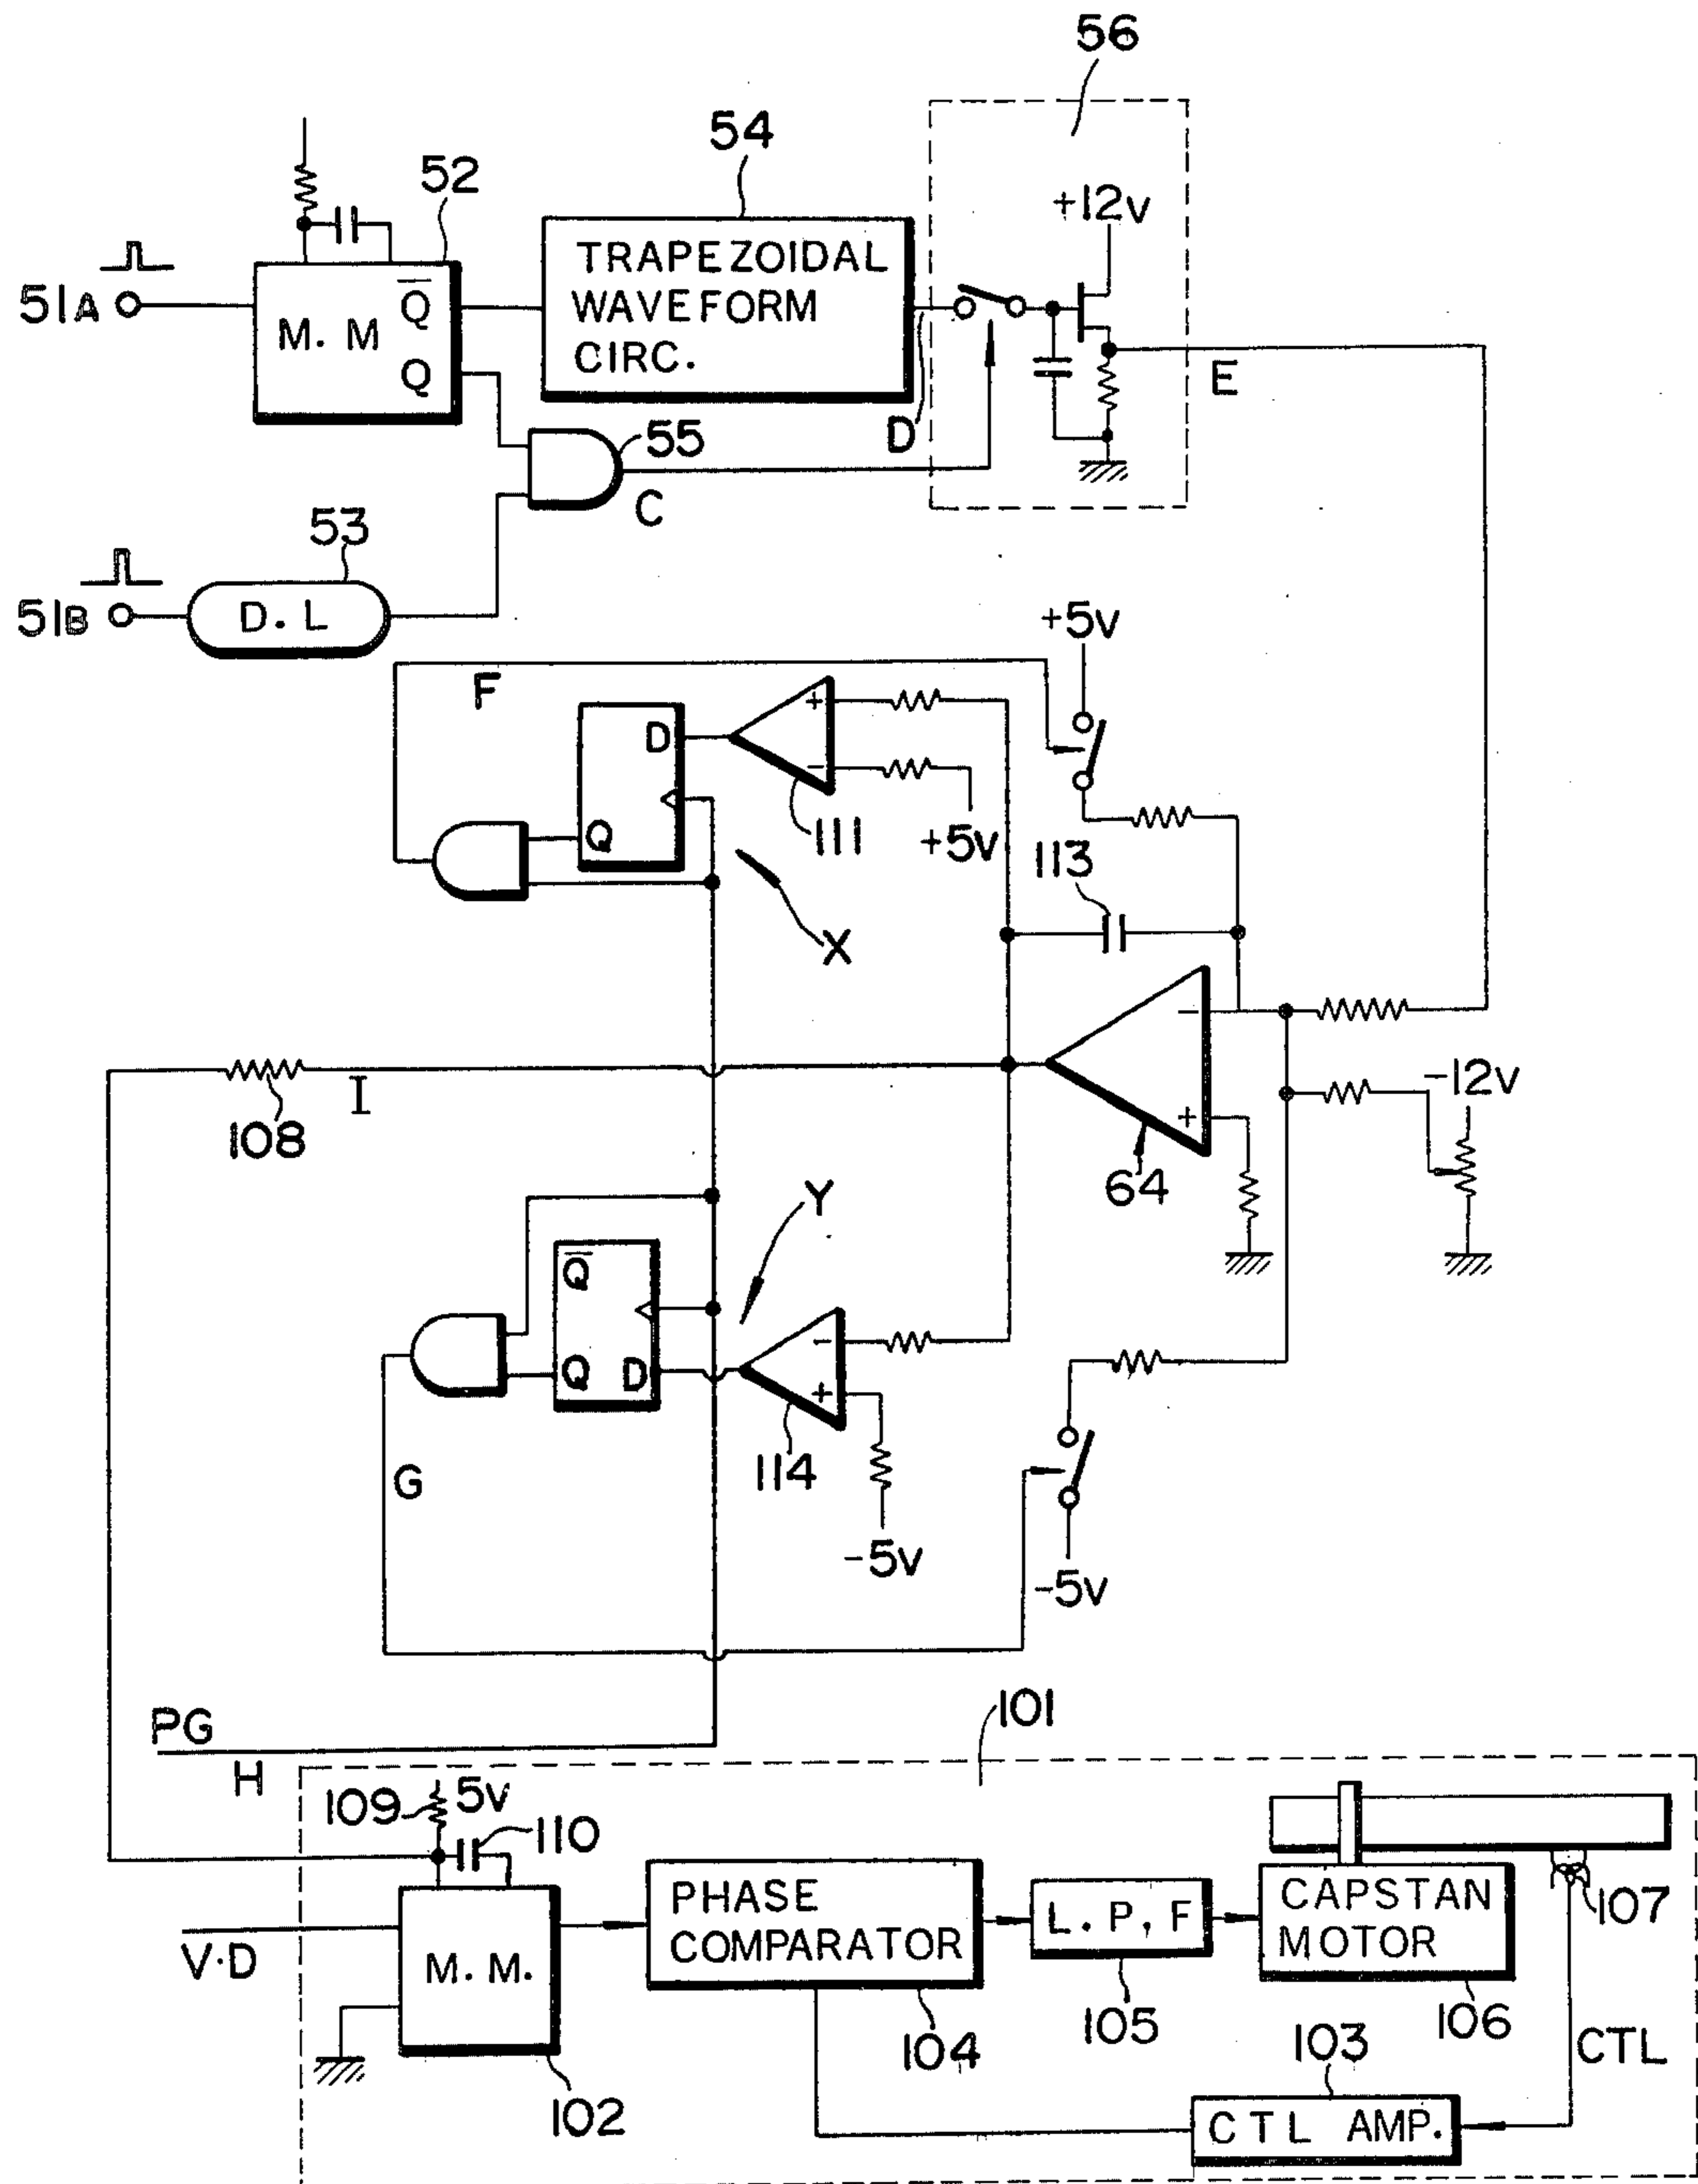 56
54
52
+12V
51A
M. M
Q̅
Q
TRAPEZOIDAL
WAVEFORM
CIRC.
D
E
55
C
53
51B
D. L
+5V
F
D
+
-
Q
111
+5V
113
X
-
I
108
-12V
+
64
Y
Q̅
Q
D
-
+
114
G
-5V
-5V
PG
H
101
109
5V
110
PHASE
COMPARATOR
L. P, F
CAPSTAN
MOTOR
107
V·D
M. M.
104
105
106
103
CTL
102
CTL AMP.